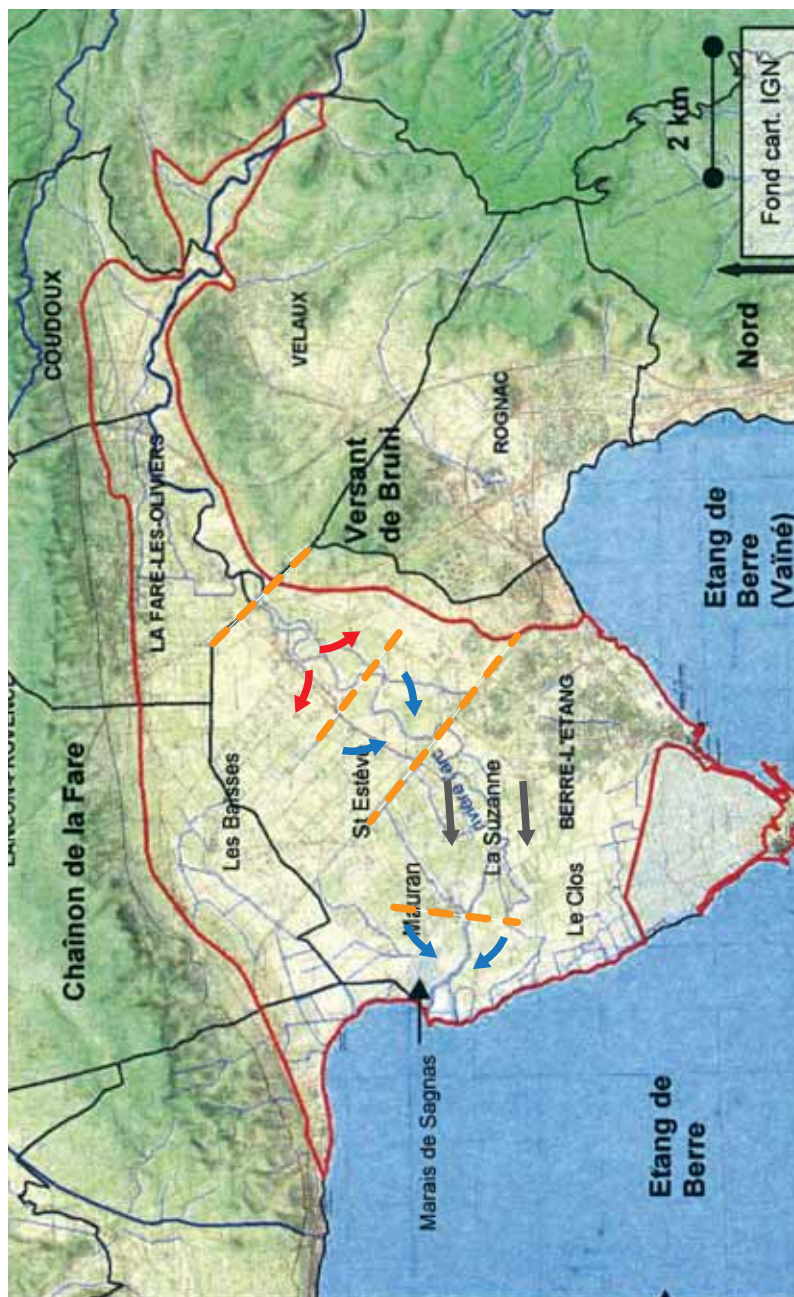 Chaînon de la Fare
COUDOUX
LA FARE-LES-OLIVIERS
VELAUX
Versant
de Bruni
ROGNAC
Les Baïsses
St Estève
Mauran
La Suzanne
BERRE-L'ETANG
Le Clos
Marais de Sagnas
Etang de
Berre
Etang de
Berre
(Vaïné)
Nord
2 km
Fond cart. IGN